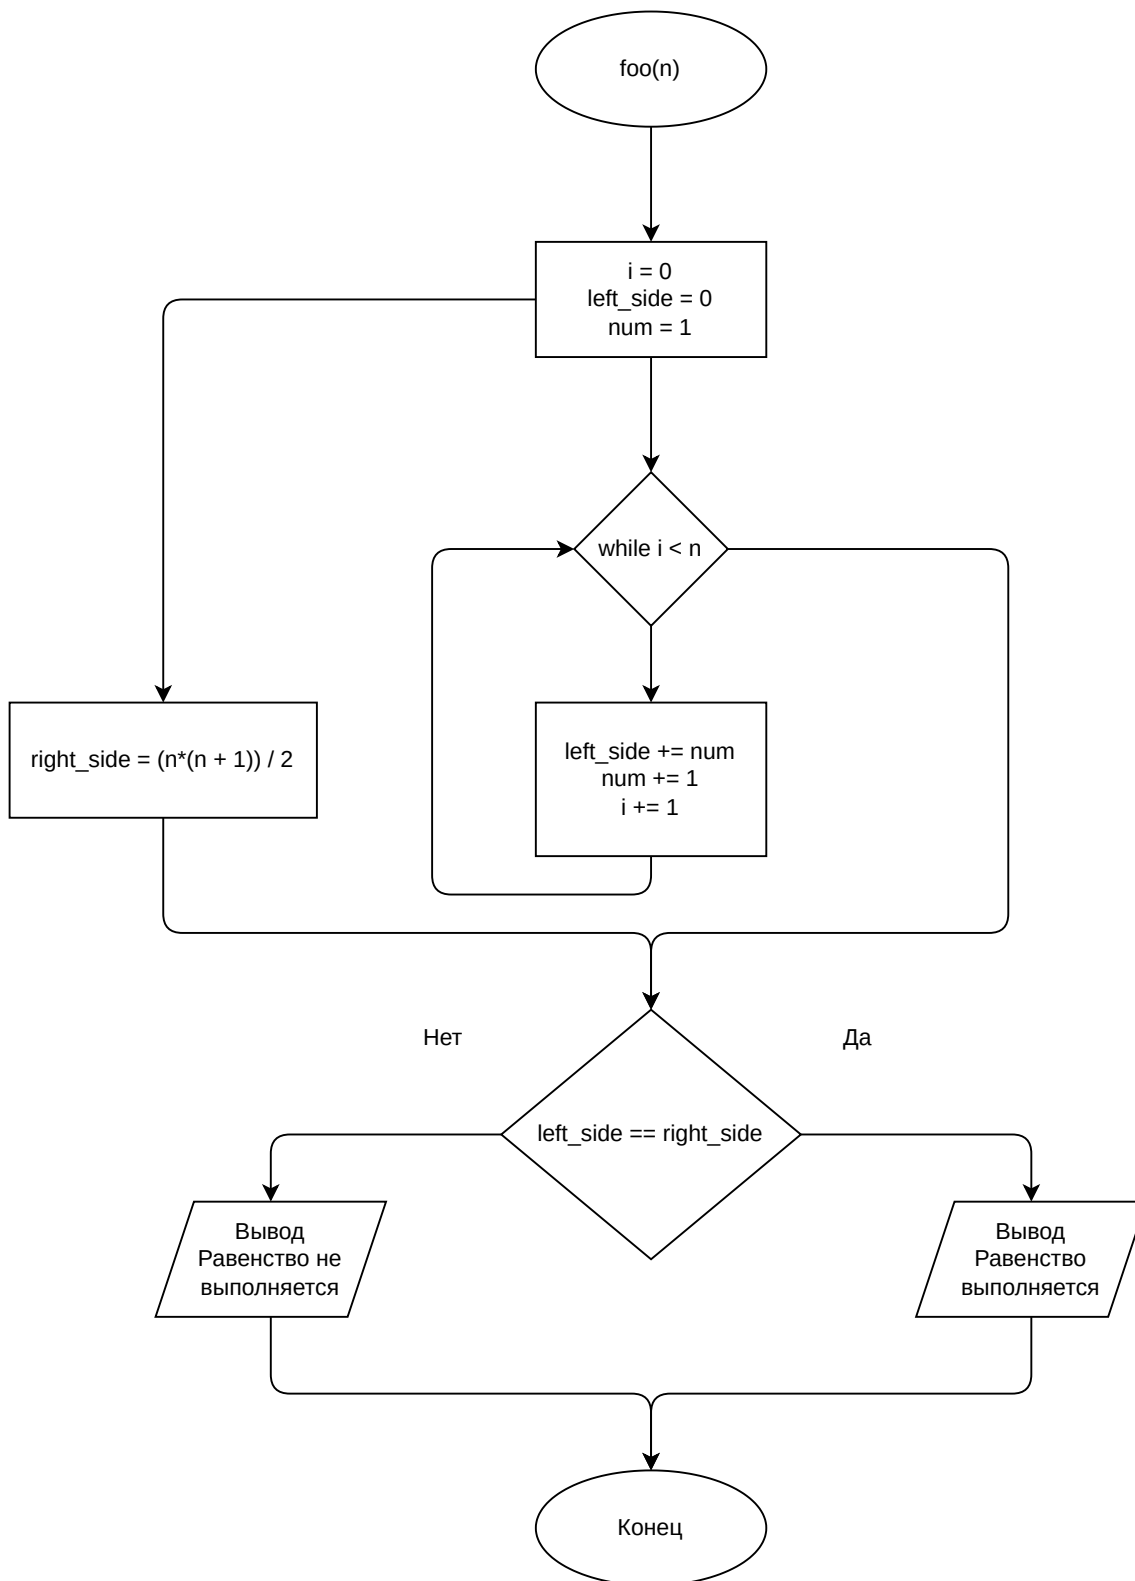 foo(n)
i = 0
left_side = 0
num = 1
while i < n
right_side = (n*(n + 1)) / 2
left_side += num
num += 1
i += 1
Нет
Да
left_side == right_side
Вывод
Равенство не
выполняется
Вывод
Равенство
выполняется
Конец